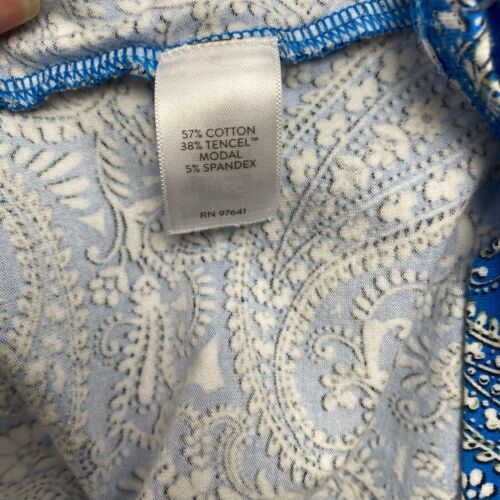 57% COTTON
38% TENCEL™
MODAL
5% SPANDEX
RN 97641